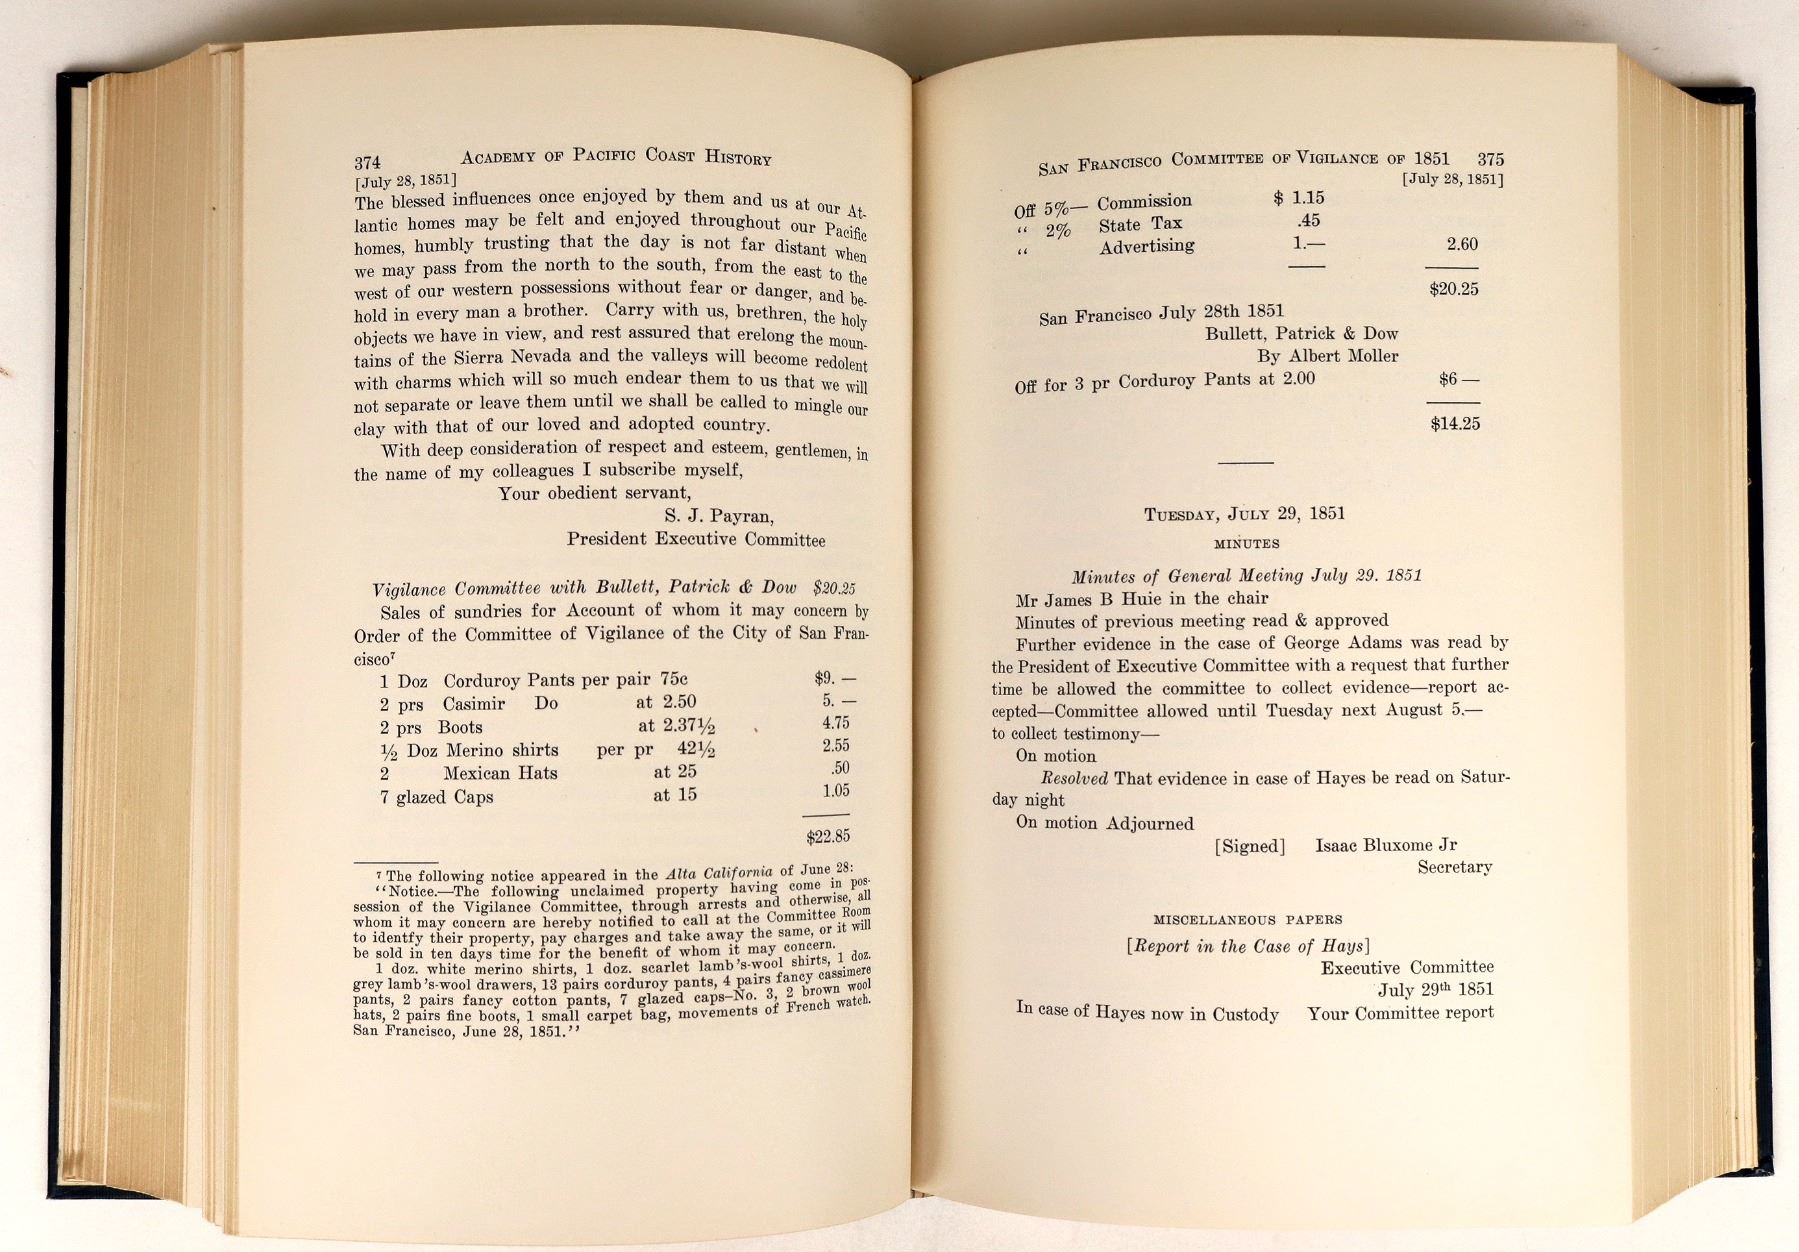 374 ACADEMY OF PACIFIC COAST HISTORY
[July 28, 1851]
The blessed influences once enjoyed by them and us at our At-
lantic homes may be felt and enjoyed throughout our Pacific
homes, humbly trusting that the day is not far distant when
we may pass from the north to the south, from the east to the
west of our western possessions without fear or danger, and be-
hold in every man a brother. Carry with us, brethren, the holy
objects we have in view, and rest assured that erelong the moun-
tains of the Sierra Nevada and the valleys will become redolent
with charms which will so much endear them to us that we will
not separate or leave them until we shall be called to mingle our
clay with that of our loved and adopted country.
With deep consideration of respect and esteem, gentlemen, in
the name of my colleagues I subscribe myself,
Your obedient servant,
S. J. Payran,
President Executive Committee
Vigilance Committee with Bullett, Patrick & Dow $20.25
Sales of sundries for Account of whom it may concern by
Order of the Committee of Vigilance of the City of San Fran-
cisco⁷
1 Doz Corduroy Pants per pair 75c $9. —
2 prs Casimir Do at 2.50 5. —
2 prs Boots at 2.37½ 4.75
½ Doz Merino shirts per pr 42½ 2.55
2 Mexican Hats at 25 .50
7 glazed Caps at 15 1.05
$22.85
⁷ The following notice appeared in the Alta California of June 28:
"Notice.—The following unclaimed property having come in pos-
session of the Vigilance Committee, through arrests and otherwise, all
whom it may concern are hereby notified to call at the Committee Room
to identfy their property, pay charges and take away the same, or it will
be sold in ten days time for the benefit of whom it may concern.
1 doz. white merino shirts, 1 doz. scarlet lamb's-wool shirts, 1 doz.
grey lamb's-wool drawers, 13 pairs corduroy pants, 4 pairs fancy cassimere
pants, 2 pairs fancy cotton pants, 7 glazed caps–No. 3, 2 brown wool
hats, 2 pairs fine boots, 1 small carpet bag, movements of French watch.
San Francisco, June 28, 1851."
SAN FRANCISCO COMMITTEE OF VIGILANCE OF 1851 375
[July 28, 1851]
Off 5%— Commission $ 1.15
" 2% State Tax .45
" Advertising 1.— 2.60
$20.25
San Francisco July 28th 1851
Bullett, Patrick & Dow
By Albert Moller
Off for 3 pr Corduroy Pants at 2.00 $6 —
$14.25
TUESDAY, JULY 29, 1851
MINUTES
Minutes of General Meeting July 29. 1851
Mr James B Huie in the chair
Minutes of previous meeting read & approved
Further evidence in the case of George Adams was read by
the President of Executive Committee with a request that further
time be allowed the committee to collect evidence—report ac-
cepted—Committee allowed until Tuesday next August 5.—
to collect testimony—
On motion
Resolved That evidence in case of Hayes be read on Satur-
day night
On motion Adjourned
[Signed] Isaac Bluxome Jr
Secretary
MISCELLANEOUS PAPERS
[Report in the Case of Hays]
Executive Committee
July 29th 1851
In case of Hayes now in Custody Your Committee report